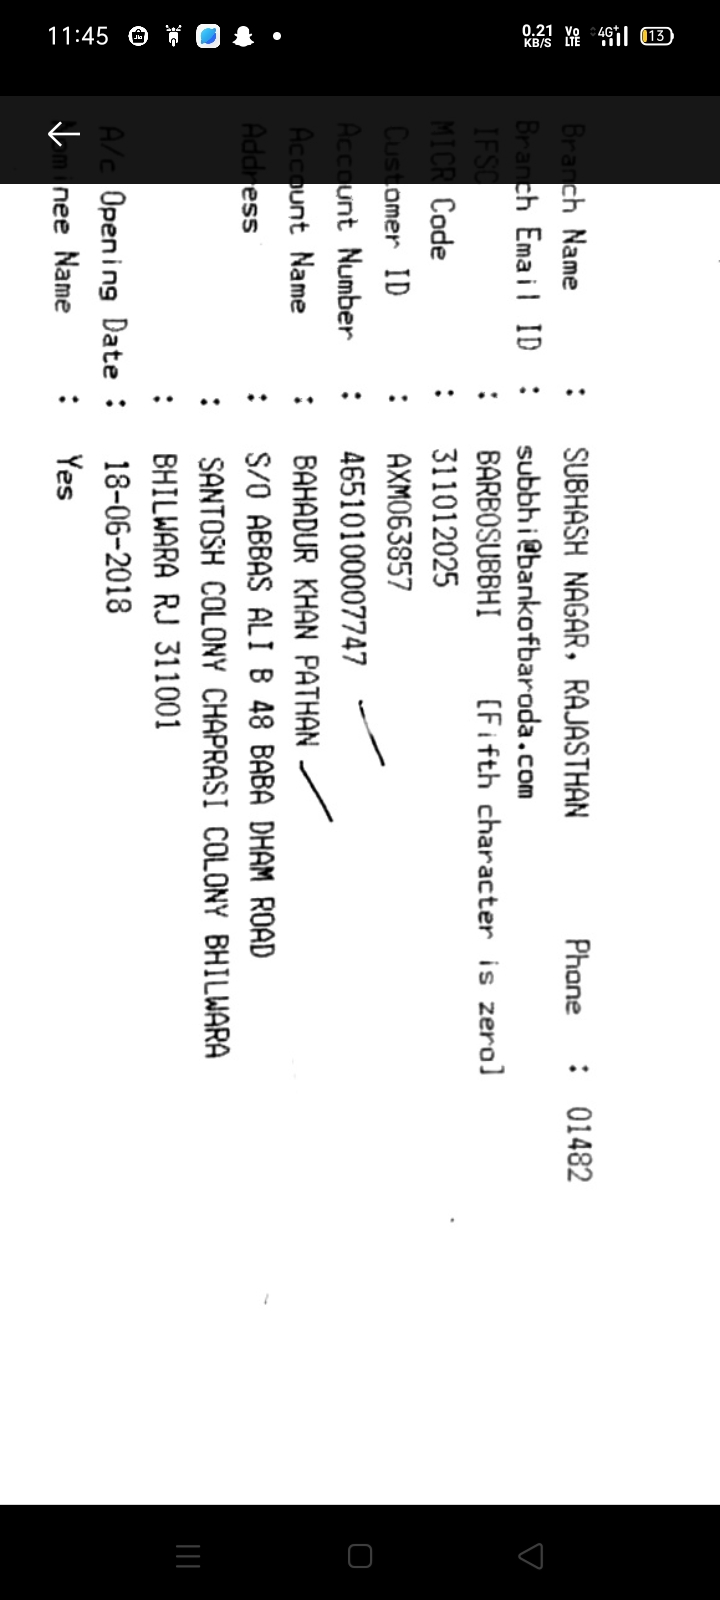 11:45 0.21 KB/S Vo LTE 4G+ 13
Branch Name : SUBHASH NAGAR, RAJASTHAN Phone : 01482
Branch Email ID : subbhi@bankofbaroda.com
IFSC : BARB0SUBBHI [Fifth character is zero]
MICR Code : 311012025
Customer ID : AXM063857
Account Number : 46510100007747
Account Name : BAHADUR KHAN PATHAN
Address : S/O ABBAS ALI B 48 BABA DHAM ROAD
: SANTOSH COLONY CHAPRASI COLONY BHILWARA
: BHILWARA RJ 311001
A/c Opening Date : 18-06-2018
Nominee Name : Yes